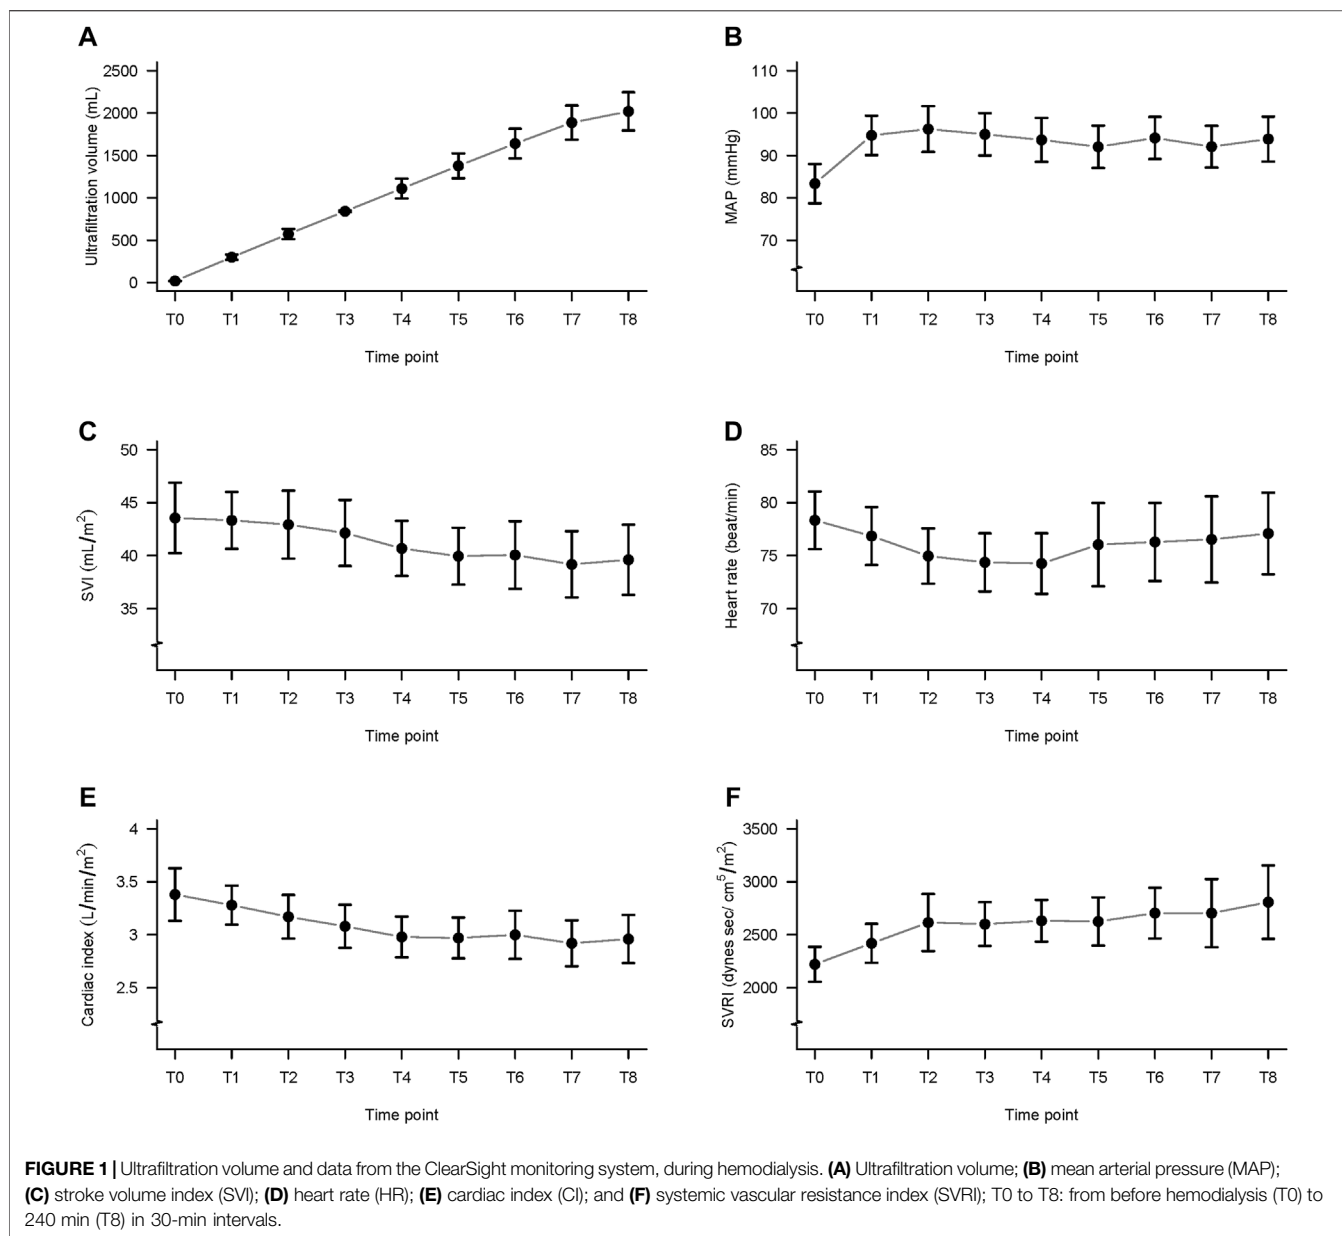 A
Ultrafiltration volume (mL)
2500
2000
1500
1000
500
0
T0 T1 T2 T3 T4 T5 T6 T7 T8
Time point
B
MAP (mmHg)
110
100
90
80
70
T0 T1 T2 T3 T4 T5 T6 T7 T8
Time point
C
SVI (mL/m²)
50
45
40
35
T0 T1 T2 T3 T4 T5 T6 T7 T8
Time point
D
Heart rate (beat/min)
85
80
75
70
T0 T1 T2 T3 T4 T5 T6 T7 T8
Time point
E
Cardiac index (L/min/m²)
4
3.5
3
2.5
T0 T1 T2 T3 T4 T5 T6 T7 T8
Time point
F
SVRI (dynes sec/ cm⁵/m²)
3500
3000
2500
2000
T0 T1 T2 T3 T4 T5 T6 T7 T8
Time point
FIGURE 1 | Ultrafiltration volume and data from the ClearSight monitoring system, during hemodialysis. (A) Ultrafiltration volume; (B) mean arterial pressure (MAP);
(C) stroke volume index (SVI); (D) heart rate (HR); (E) cardiac index (CI); and (F) systemic vascular resistance index (SVRI); T0 to T8: from before hemodialysis (T0) to
240 min (T8) in 30-min intervals.